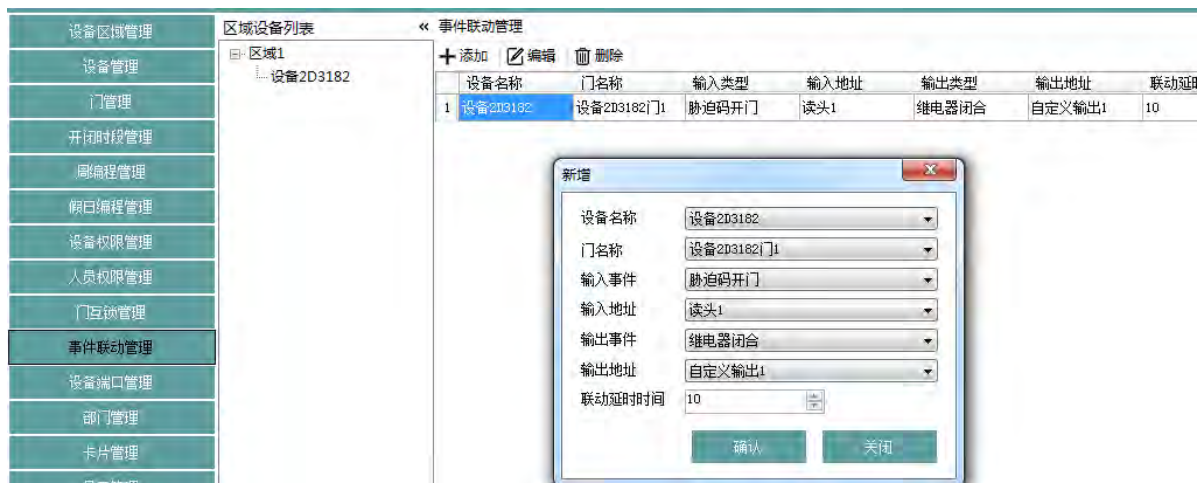 设备区域管理
设备管理
门管理
开闭时段管理
周编程管理
假日编程管理
设备权限管理
人员权限管理
门互锁管理
事件联动管理
设备端口管理
部门管理
卡片管理
区域设备列表 «
区域1
设备2D3182
事件联动管理
添加 编辑 删除
设备名称 门名称 输入类型 输入地址 输出类型 输出地址 联动延时
1 设备2D3182 设备2D3182门1 胁迫码开门 读头1 继电器闭合 自定义输出1 10
新增
设备名称 设备2D3182
门名称 设备2D3182门1
输入事件 胁迫码开门
输入地址 读头1
输出事件 继电器闭合
输出地址 自定义输出1
联动延时时间 10
确认 关闭